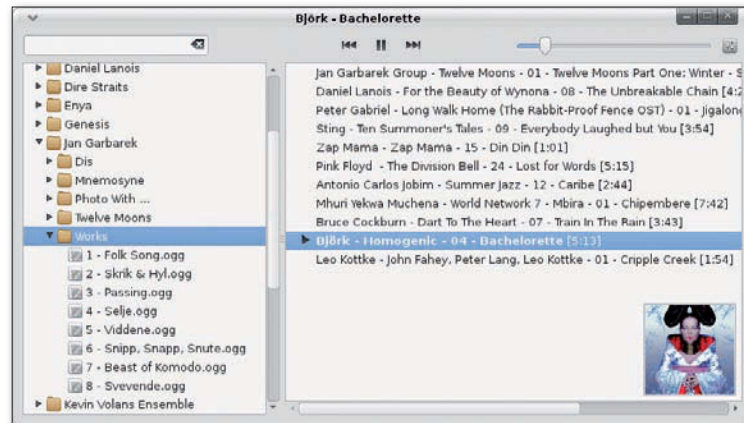 Björk - Bachelorette
Daniel Lanois
Dire Straits
Enya
Genesis
Jan Garbarek
Dis
Mnemosyne
Photo With ...
Twelve Moons
Works
1 - Folk Song.ogg
2 - Skrik & Hyl.ogg
3 - Passing.ogg
4 - Selje.ogg
5 - Viddene.ogg
6 - Snipp, Snapp, Snute.ogg
7 - Beast of Komodo.ogg
8 - Svevende.ogg
Kevin Volans Ensemble
Jan Garbarek Group - Twelve Moons - 01 - Twelve Moons Part One: Winter - S
Daniel Lanois - For the Beauty of Wynona - 08 - The Unbreakable Chain [4:2
Peter Gabriel - Long Walk Home (The Rabbit-Proof Fence OST) - 01 - Jigalong
Sting - Ten Summoner's Tales - 09 - Everybody Laughed but You [3:54]
Zap Mama - Zap Mama - 15 - Din Din [1:01]
Pink Floyd - The Division Bell - 24 - Lost for Words [5:15]
Antonio Carlos Jobim - Summer Jazz - 12 - Caribe [2:44]
Mhuri Yekwa Muchena - World Network 7 - Mbira - 01 - Chipembere [7:42]
Bruce Cockburn - Dart To The Heart - 07 - Train In The Rain [3:43]
Björk - Homogenic - 04 - Bachelorette [5:13]
Leo Kottke - John Fahey, Peter Lang, Leo Kottke - 01 - Cripple Creek [1:54]